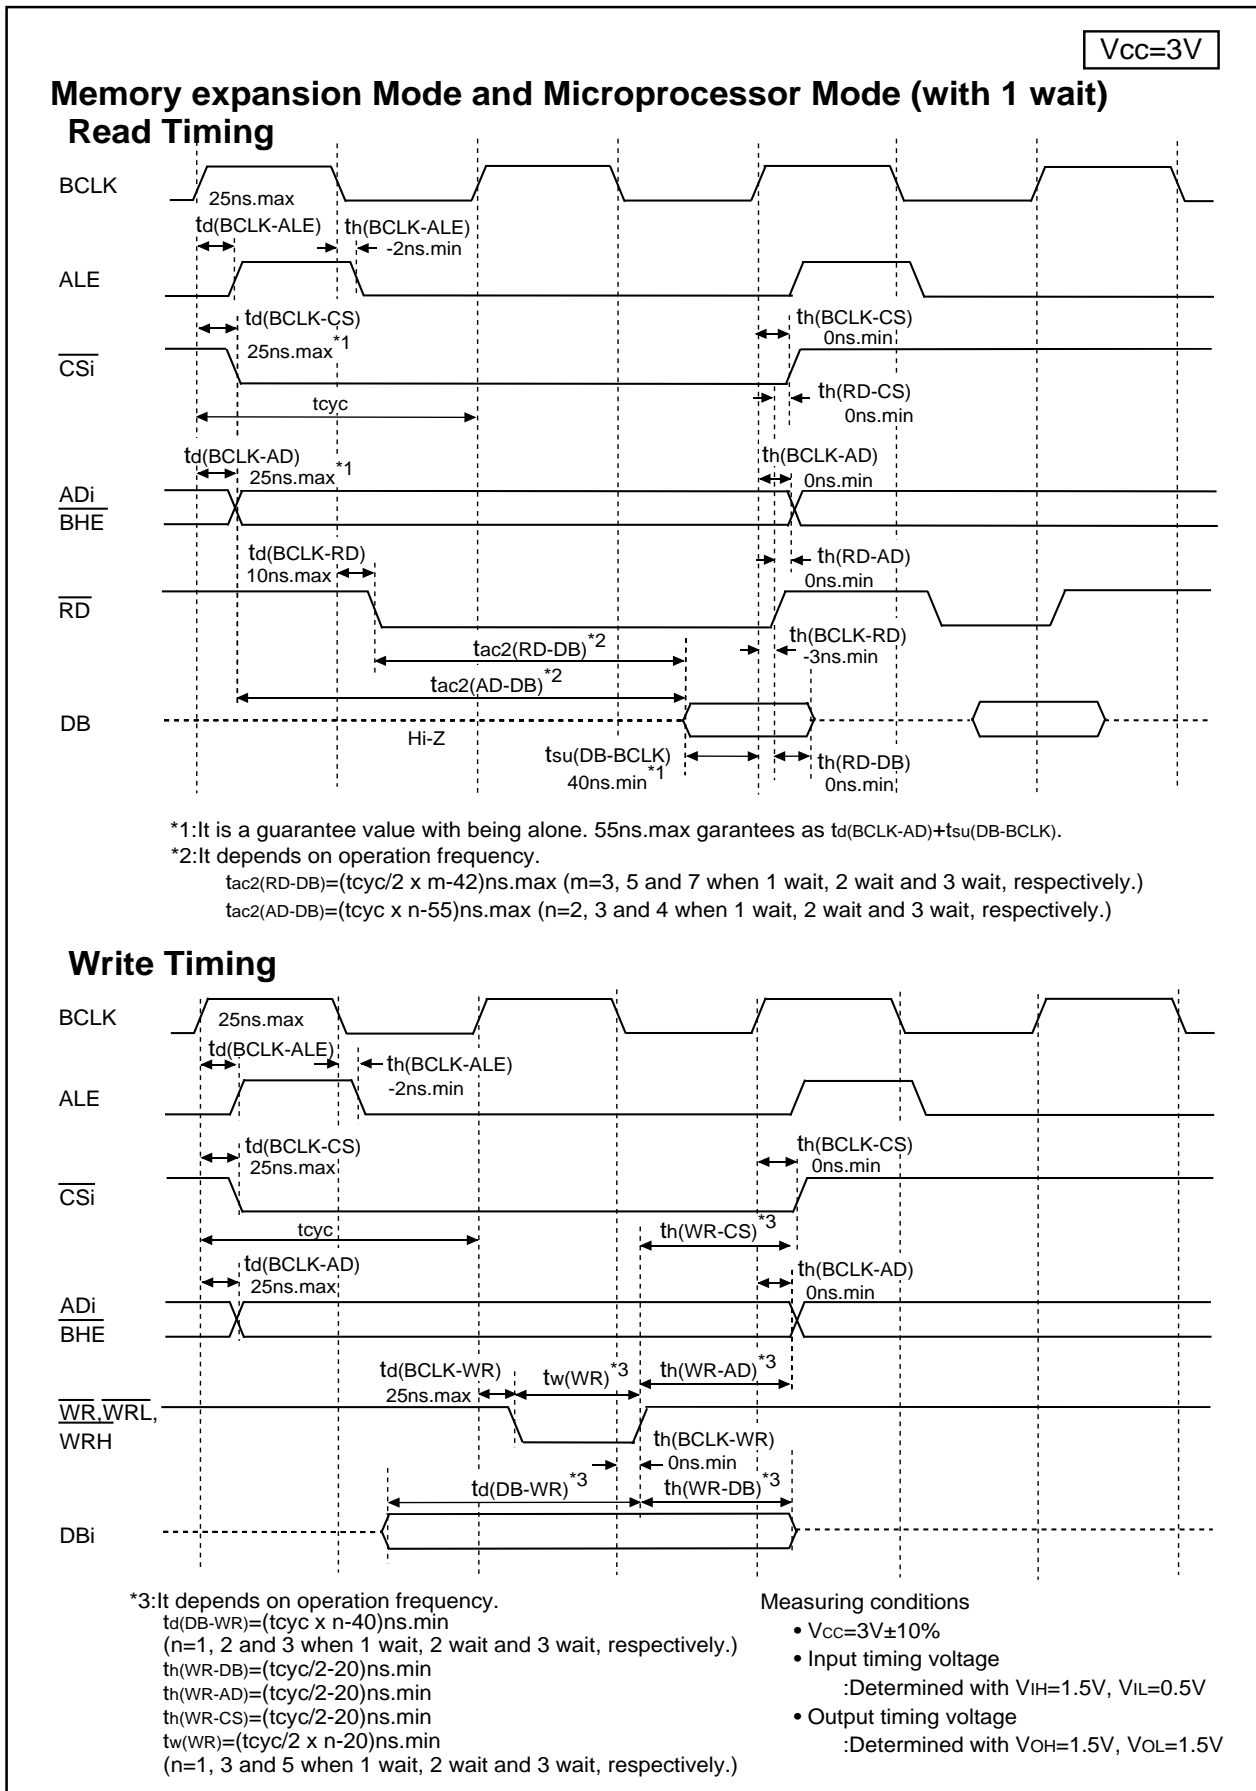 Vcc=3V
Memory expansion Mode and Microprocessor Mode (with 1 wait)
Read Timing
BCLK
25ns.max
td(BCLK-ALE)
th(BCLK-ALE)
-2ns.min
ALE
td(BCLK-CS)
25ns.max*1
th(BCLK-CS)
0ns.min
CSi
tcyc
th(RD-CS)
0ns.min
td(BCLK-AD)
25ns.max*1
th(BCLK-AD)
0ns.min
ADi
BHE
td(BCLK-RD)
10ns.max
th(RD-AD)
0ns.min
RD
tac2(RD-DB)*2
th(BCLK-RD)
-3ns.min
tac2(AD-DB)*2
DB
Hi-Z
tsu(DB-BCLK)
40ns.min*1
th(RD-DB)
0ns.min
*1:It is a guarantee value with being alone. 55ns.max garantees as td(BCLK-AD)+tsu(DB-BCLK).
*2:It depends on operation frequency.
tac2(RD-DB)=(tcyc/2 x m-42)ns.max (m=3, 5 and 7 when 1 wait, 2 wait and 3 wait, respectively.)
tac2(AD-DB)=(tcyc x n-55)ns.max (n=2, 3 and 4 when 1 wait, 2 wait and 3 wait, respectively.)
Write Timing
BCLK
25ns.max
td(BCLK-ALE)
th(BCLK-ALE)
-2ns.min
ALE
td(BCLK-CS)
25ns.max
th(BCLK-CS)
0ns.min
CSi
tcyc
th(WR-CS)*3
td(BCLK-AD)
25ns.max
th(BCLK-AD)
0ns.min
ADi
BHE
td(BCLK-WR)
25ns.max
tw(WR)*3
th(WR-AD)*3
WR,WRL,
WRH
th(BCLK-WR)
0ns.min
td(DB-WR)*3
th(WR-DB)*3
DBi
*3:It depends on operation frequency.
td(DB-WR)=(tcyc x n-40)ns.min
(n=1, 2 and 3 when 1 wait, 2 wait and 3 wait, respectively.)
th(WR-DB)=(tcyc/2-20)ns.min
th(WR-AD)=(tcyc/2-20)ns.min
th(WR-CS)=(tcyc/2-20)ns.min
tw(WR)=(tcyc/2 x n-20)ns.min
(n=1, 3 and 5 when 1 wait, 2 wait and 3 wait, respectively.)
Measuring conditions
• VCC=3V±10%
• Input timing voltage
:Determined with VIH=1.5V, VIL=0.5V
• Output timing voltage
:Determined with VOH=1.5V, VOL=1.5V